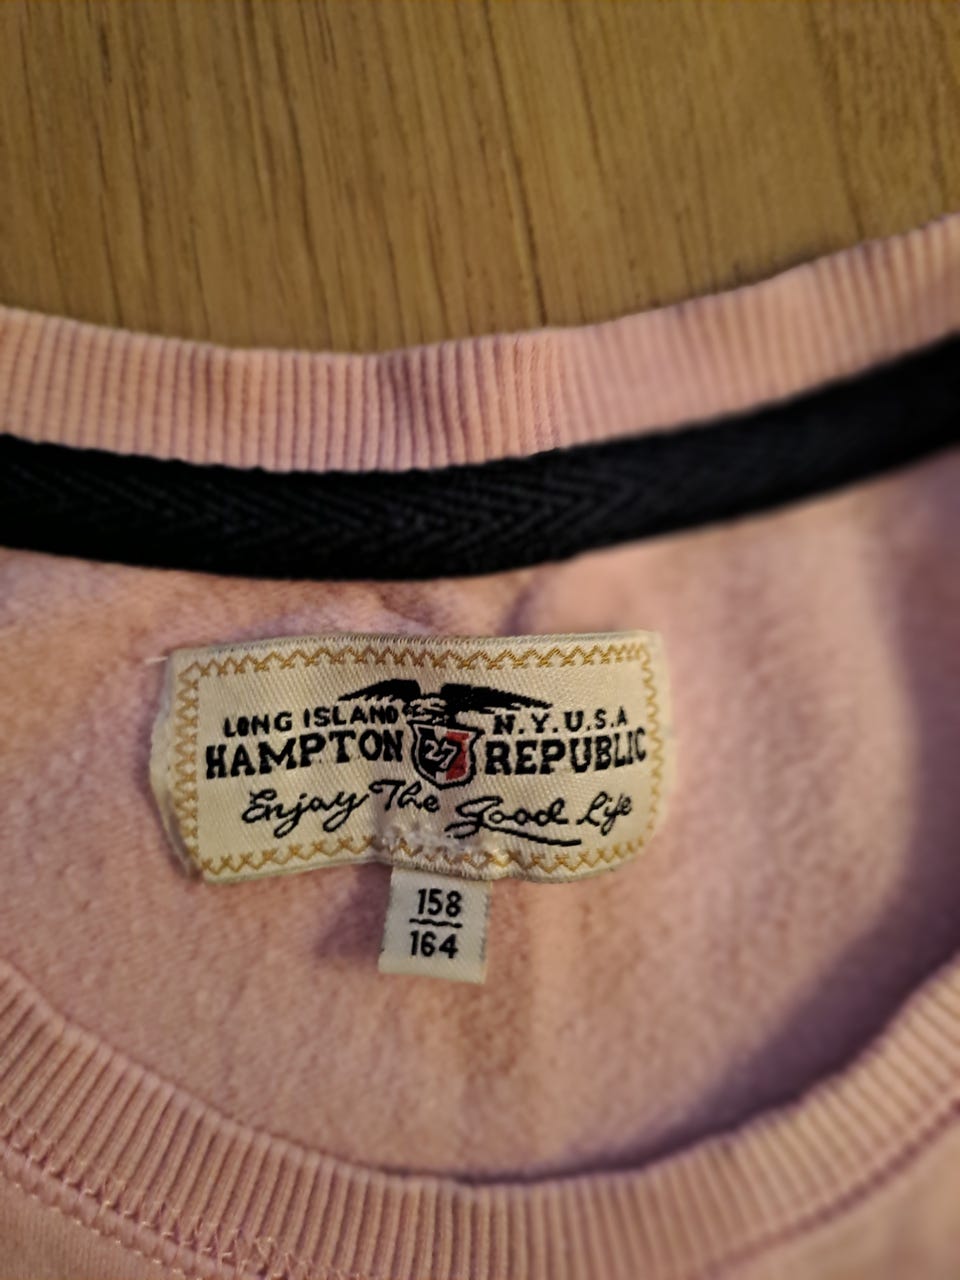 LONG ISLAND N.Y.U.S.A
HAMPTON 27 REPUBLIC
Enjoy The Good Life
158
164